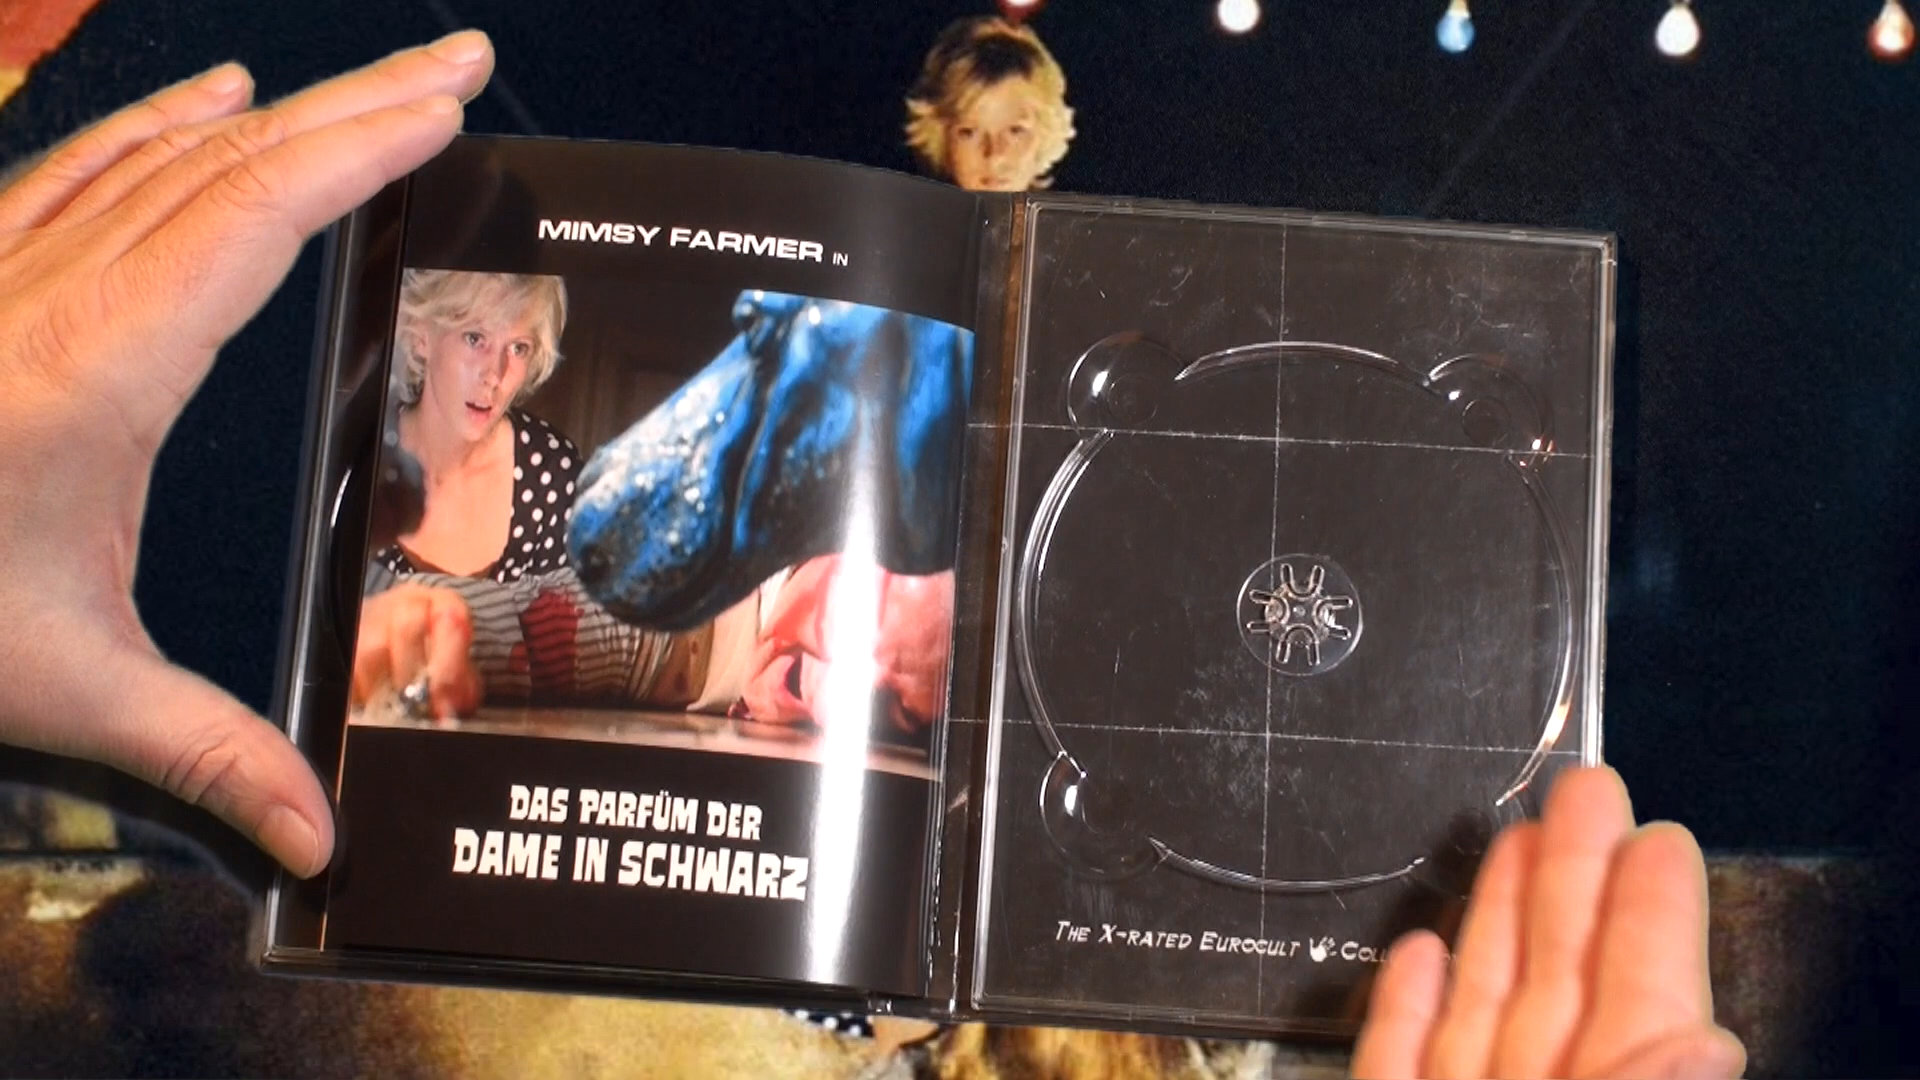 MIMSY FARMER IN
DAS PARFÜM DER
DAME IN SCHWARZ
THE X-RATED EUROCULT